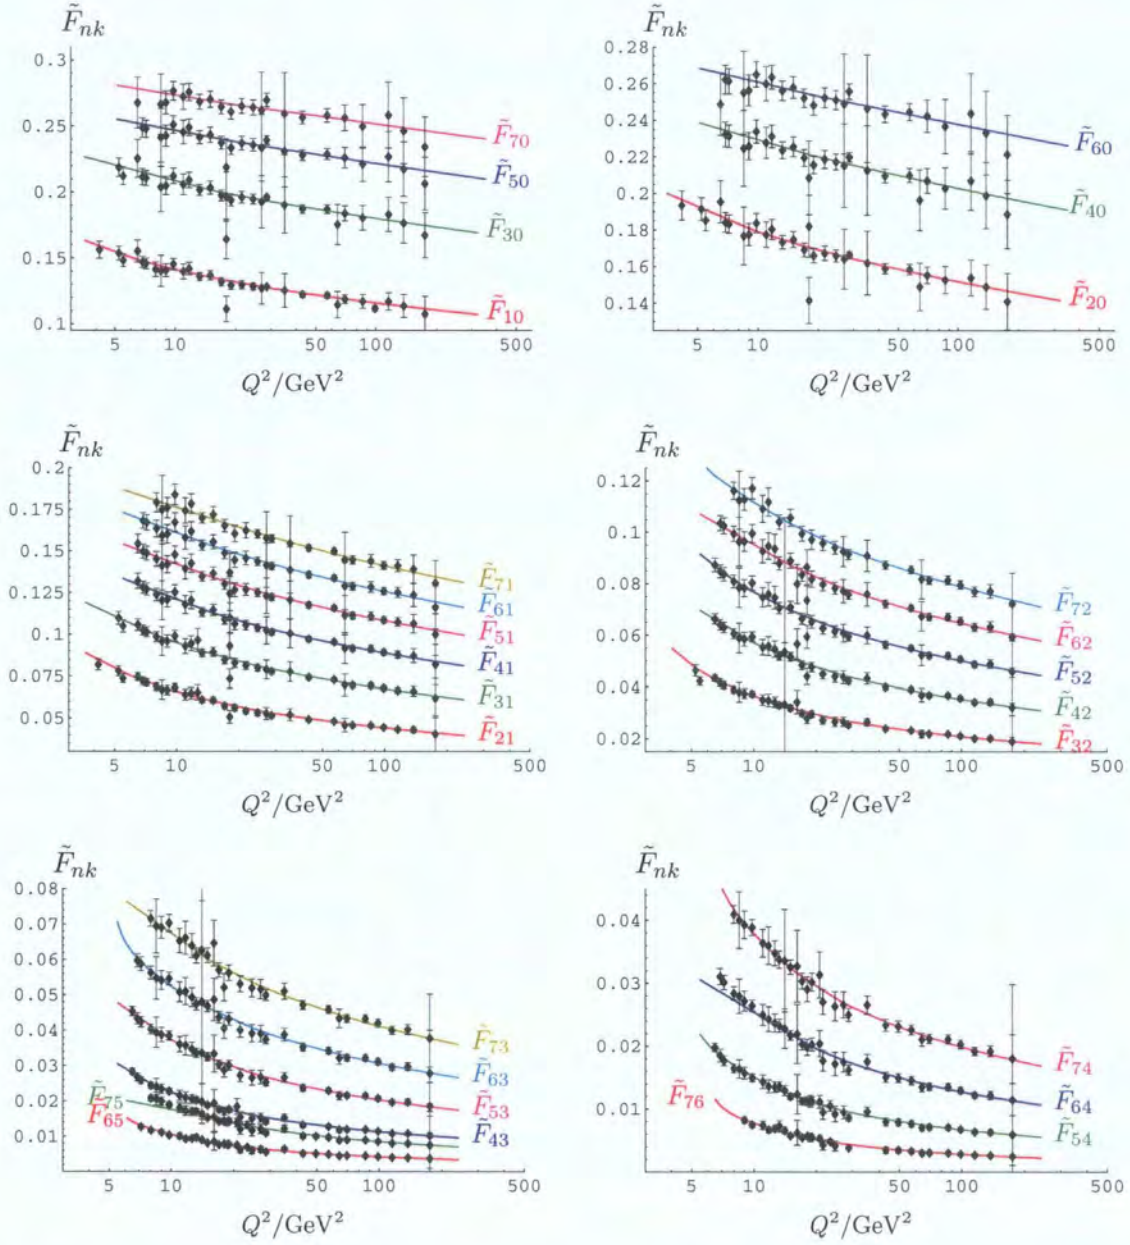 F̃nk
0.3
0.25
0.2
0.15
0.1
F̃70
F̃50
F̃30
F̃10
5 10 50 100 500
Q²/GeV²
F̃nk
0.28
0.26
0.24
0.22
0.2
0.18
0.16
0.14
F̃60
F̃40
F̃20
5 10 50 100 500
Q²/GeV²
F̃nk
0.2
0.175
0.15
0.125
0.1
0.075
0.05
F̃71
F̃61
F̃51
F̃41
F̃31
F̃21
5 10 50 100 500
Q²/GeV²
F̃nk
0.12
0.1
0.08
0.06
0.04
0.02
F̃72
F̃62
F̃52
F̃42
F̃32
5 10 50 100 500
Q²/GeV²
F̃nk
0.08
0.07
0.06
0.05
0.04
0.03
0.02
0.01
F̃75
F̃65
F̃73
F̃63
F̃53
F̃43
5 10 50 100 500
Q²/GeV²
F̃nk
0.04
0.03
0.02
0.01
F̃76
F̃74
F̃64
F̃54
5 10 50 100 500
Q²/GeV²